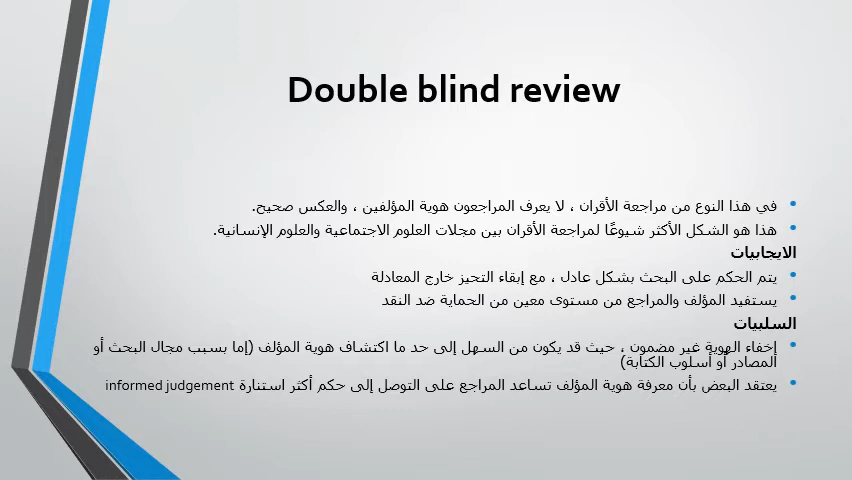 Double blind review
في هذا النوع من مراجعة الأقران ، لا يعرف المراجعون هوية المؤلفين ، والعكس صحيح.
هذا هو الشكل الأكثر شيوعًا لمراجعة الأقران بين مجلات العلوم الاجتماعية والعلوم الإنسانية.
الايجابيات
يتم الحكم على البحث بشكل عادل ، مع إبقاء التحيز خارج المعادلة
يستفيد المؤلف والمراجع من مستوى معين من الحماية ضد النقد
السلبيات
إخفاء الهوية غير مضمون ، حيث قد يكون من السهل إلى حد ما اكتشاف هوية المؤلف (إما بسبب مجال البحث أو
المصادر أو أسلوب الكتابة)
يعتقد البعض بأن معرفة هوية المؤلف تساعد المراجع على التوصل إلى حكم أكثر استنارة informed judgement